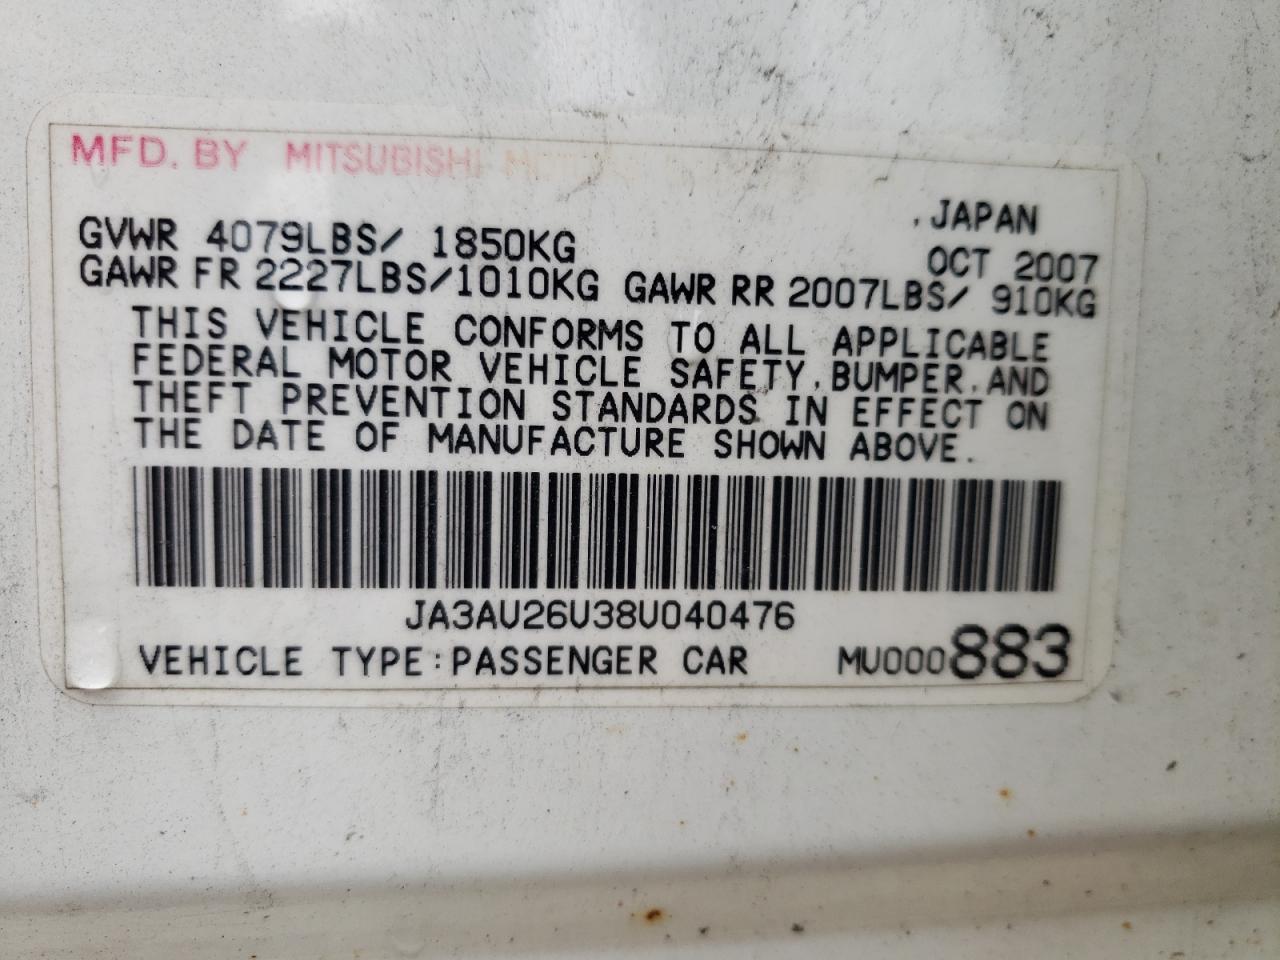 MFD. BY MITSUBISHI MOTORS
, JAPAN
GVWR 4079LBS/ 1850KG OCT 2007
GAWR FR 2227LBS/1010KG GAWR RR 2007LBS/ 910KG
THIS VEHICLE CONFORMS TO ALL APPLICABLE
FEDERAL MOTOR VEHICLE SAFETY, BUMPER, AND
THEFT PREVENTION STANDARDS IN EFFECT ON
THE DATE OF MANUFACTURE SHOWN ABOVE.
JA3AU26U38U040476
VEHICLE TYPE:PASSENGER CAR MU000883